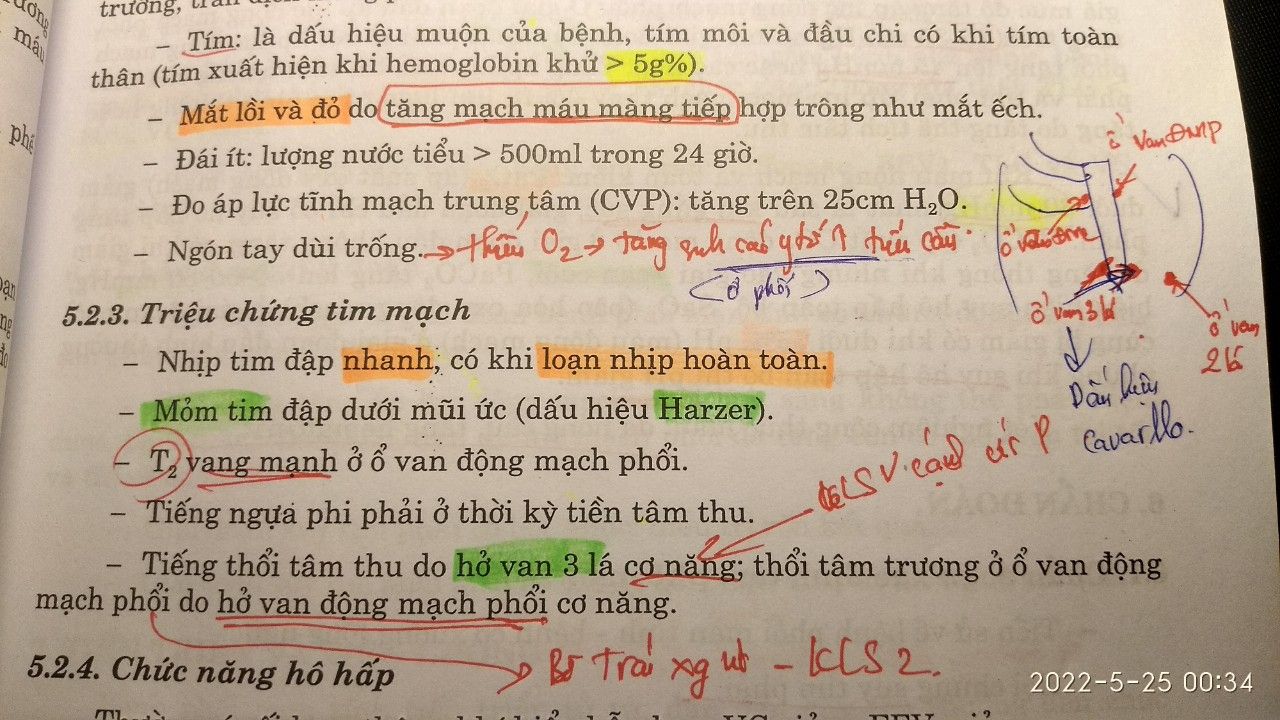 trướng, tràn dịch
– Tím: là dấu hiệu muộn của bệnh, tím môi và đầu chi có khi tím toàn
thân (tím xuất hiện khi hemoglobin khử > 5g%).
– Mắt lồi và đỏ do tăng mạch máu màng tiếp hợp trông như mắt ếch.
– Đái ít: lượng nước tiểu > 500ml trong 24 giờ.
– Đo áp lực tĩnh mạch trung tâm (CVP): tăng trên 25cm H₂O.
– Ngón tay dùi trống. → thiếu O₂ → tăng sinh các ytố ↑ tiểu cầu
(ở phổi)
ổ van ĐMP
ổ van ĐMC
ổ van 3 lá
ổ van
2 lá
Dấu hiệu
Cavarllo.
5.2.3. Triệu chứng tim mạch
– Nhịp tim đập nhanh, có khi loạn nhịp hoàn toàn.
– Mỏm tim đập dưới mũi ức (dấu hiệu Harzer).
– T₂ vang mạnh ở ổ van động mạch phổi.
KLS V cạnh ức P
– Tiếng ngựa phi phải ở thời kỳ tiền tâm thu.
– Tiếng thổi tâm thu do hở van 3 lá cơ năng; thổi tâm trương ở ổ van động
mạch phổi do hở van động mạch phổi cơ năng.
Bờ trái xg ức – KLS 2.
5.2.4. Chức năng hô hấp
2022-5-25 00:34